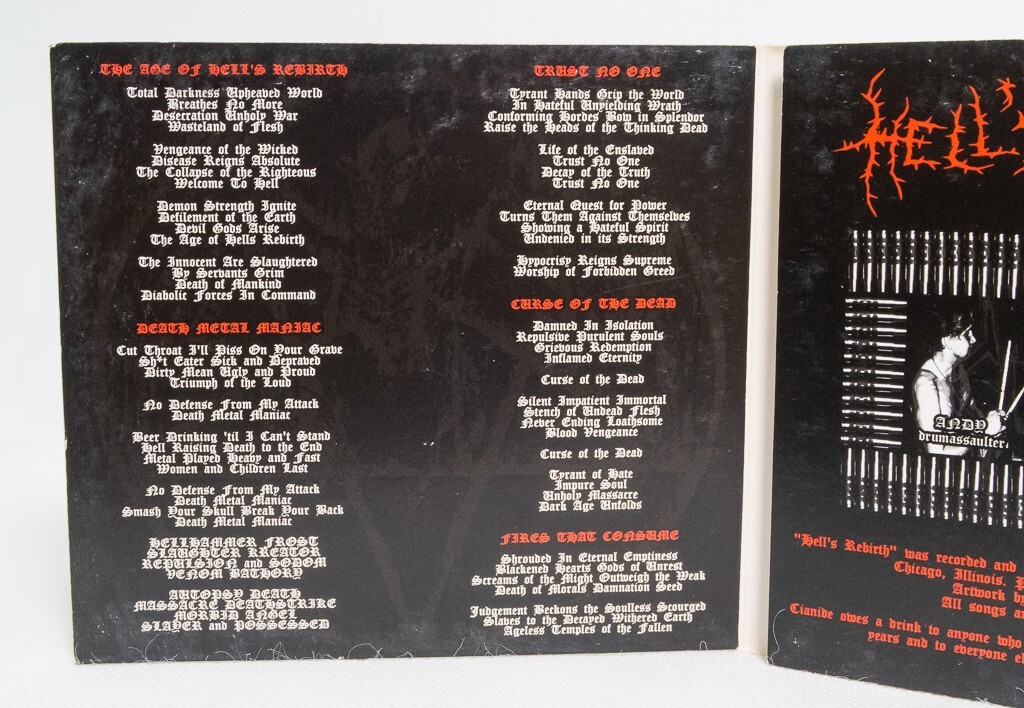 THE AGE OF HELL'S REBIRTH
Total Darkness Upheaved World
Breathes No More
Desecration Unholy War
Wasteland of Flesh
Vengeance of the Wicked
Disease Reigns Absolute
The Collapse of the Righteous
Welcome To Hell
Demon Strength Ignite
Defilement of the Earth
Devil Gods Arise
The Age of Hells Rebirth
The Innocent Are Slaughtered
By Servants Grim
Death of Mankind
Diabolic Forces In Command
DEATH METAL MANIAC
Cut Throat I'll Piss On Your Grave
Sh*t Eater Sick and Depraved
Dirty Mean Ugly and Proud
Triumph of the Loud
No Defense From My Attack
Death Metal Maniac
Beer Drinking 'til I Can't Stand
Hell Raising Death to the End
Metal Played Heavy and Fast
Women and Children Last
No Defense From My Attack
Death Metal Maniac
Smash Your Skull Break Your Back
Death Metal Maniac
HELLHAMMER FROST
SLAUGHTER KREATOR
REPULSION and SODOM
VENOM BATHORY
AUTOPSY DEATH
MASSACRE DEATHSTRIKE
MORBID ANGEL
SLAYER and POSSESSED
TRUST NO ONE
Tyrant Hands Grip the World
In Hateful Unyielding Wrath
Conforming Hordes Bow in Splendor
Raise the Heads of the Thinking Dead
Life of the Enslaved
Trust No One
Decay of the Truth
Trust No One
Eternal Quest for Power
Turns Them Against Themselves
Showing a Hateful Spirit
Undenied in its Strength
Hypocrisy Reigns Supreme
Worship of Forbidden Greed
CURSE OF THE DEAD
Damned In Isolation
Repulsive Purulent Souls
Grievous Redemption
Inflamed Eternity
Curse of the Dead
Silent Impatient Immortal
Stench of Undead Flesh
Never Ending Loathsome
Blood Vengeance
Curse of the Dead
Tyrant of Hate
Impure Soul
Unholy Massacre
Dark Age Unfolds
FIRES THAT CONSUME
Shrouded In Eternal Emptiness
Blackened Hearts Gods of Unrest
Screams of the Might Outweigh the Weak
Death of Morals Damnation Seed
Judgement Beckons the Soulless Scourged
Slaves to the Decayed Withered Earth
Ageless Temples of the Fallen
HELL'
ANDY
drumassaulter
"Hell's Rebirth" was recorded and
Chicago, Illinois.
Artwork by
All songs
Cianide owes a drink to anyone who
years and to everyone